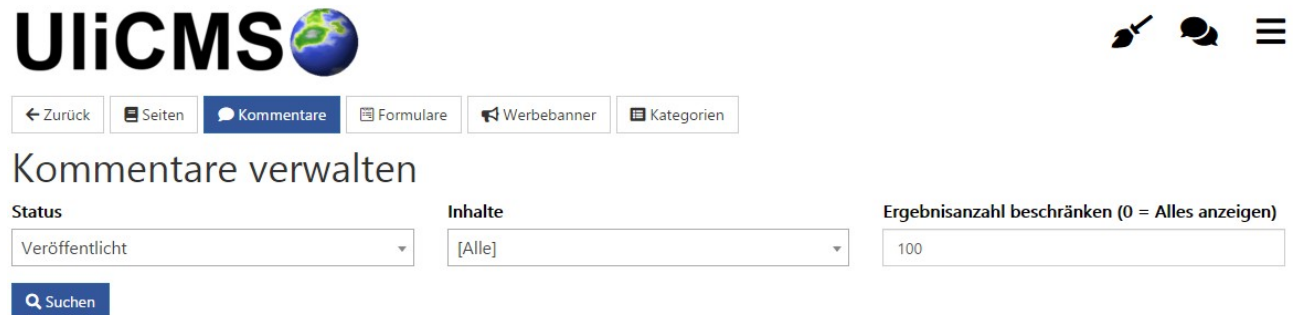 UliCMS
Zurück Seiten Kommentare Formulare Werbebanner Kategorien
Kommentare verwalten
Status Inhalte Ergebnisanzahl beschränken (0 = Alles anzeigen)
Veröffentlicht [Alle] 100
Suchen